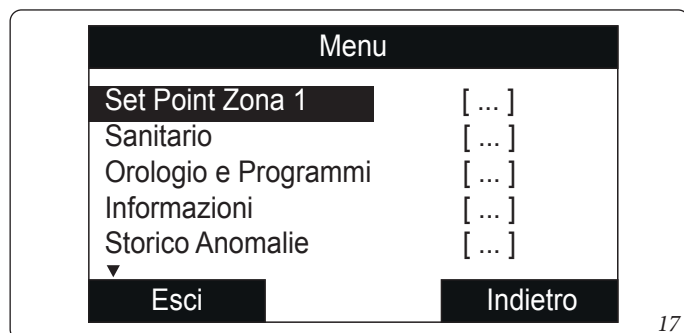 Menu
Set Point Zona 1 [ ... ]
Sanitario [ ... ]
Orologio e Programmi [ ... ]
Informazioni [ ... ]
Storico Anomalie [ ... ]
▼
Esci Indietro
17